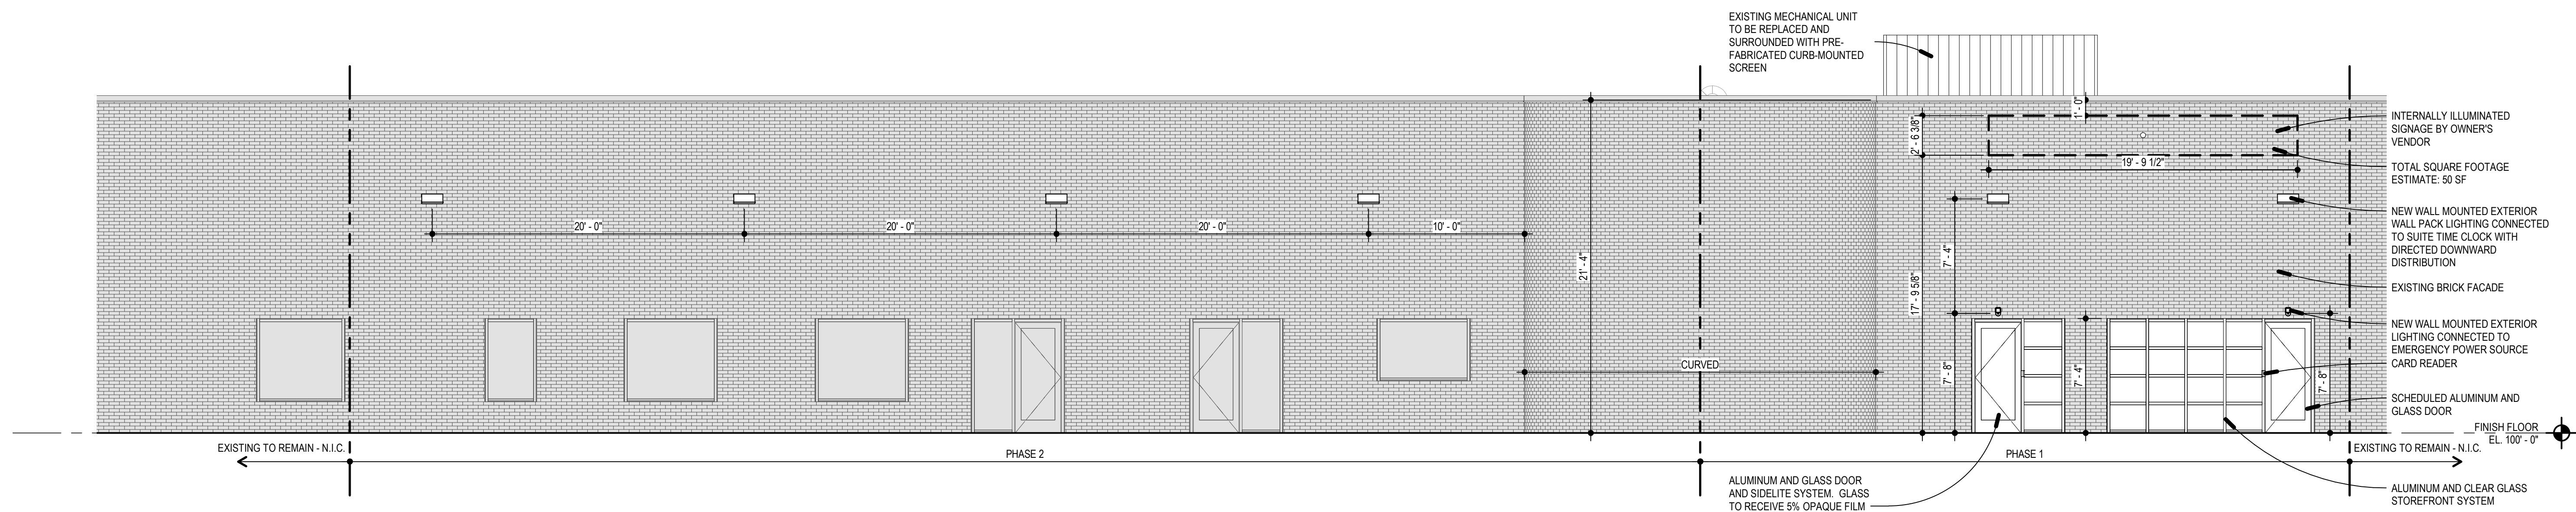 EXISTING MECHANICAL UNIT
TO BE REPLACED AND
SURROUNDED WITH PRE-
FABRICATED CURB-MOUNTED
SCREEN
1' - 0"
2' - 6 3/8"
19' - 9 1/2"
INTERNALLY ILLUMINATED
SIGNAGE BY OWNER'S
VENDOR
TOTAL SQUARE FOOTAGE
ESTIMATE: 50 SF
NEW WALL MOUNTED EXTERIOR
WALL PACK LIGHTING CONNECTED
TO SUITE TIME CLOCK WITH
DIRECTED DOWNWARD
DISTRIBUTION
EXISTING BRICK FACADE
NEW WALL MOUNTED EXTERIOR
LIGHTING CONNECTED TO
EMERGENCY POWER SOURCE
CARD READER
SCHEDULED ALUMINUM AND
GLASS DOOR
20' - 0"
20' - 0"
20' - 0"
10' - 0"
21' - 4"
7' - 4"
17' - 9 5/8"
CURVED
7' - 8"
7' - 4"
7' - 8"
FINISH FLOOR
EL. 100' - 0"
EXISTING TO REMAIN - N.I.C.
PHASE 2
PHASE 1
EXISTING TO REMAIN - N.I.C.
ALUMINUM AND GLASS DOOR
AND SIDELITE SYSTEM. GLASS
TO RECEIVE 5% OPAQUE FILM
ALUMINUM AND CLEAR GLASS
STOREFRONT SYSTEM